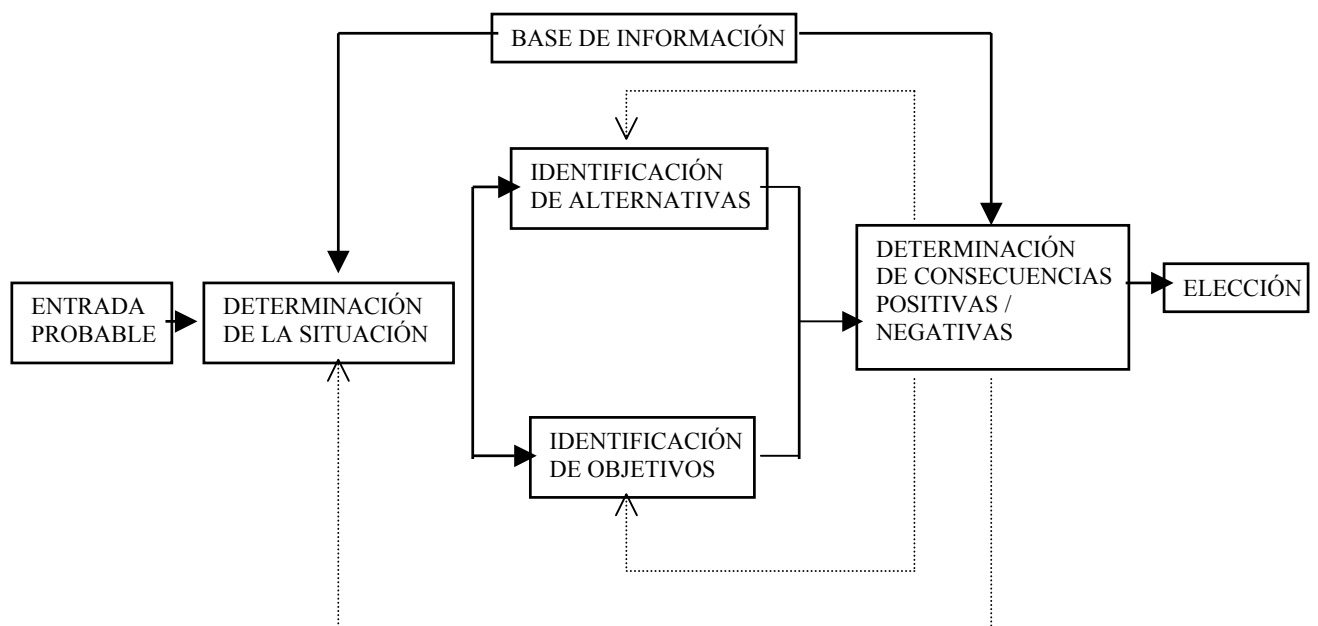 BASE DE INFORMACIÓN
IDENTIFICACIÓN
DE ALTERNATIVAS
ENTRADA
PROBABLE
DETERMINACIÓN
DE LA SITUACIÓN
DETERMINACIÓN
DE CONSECUENCIAS
POSITIVAS /
NEGATIVAS
ELECCIÓN
IDENTIFICACIÓN
DE OBJETIVOS